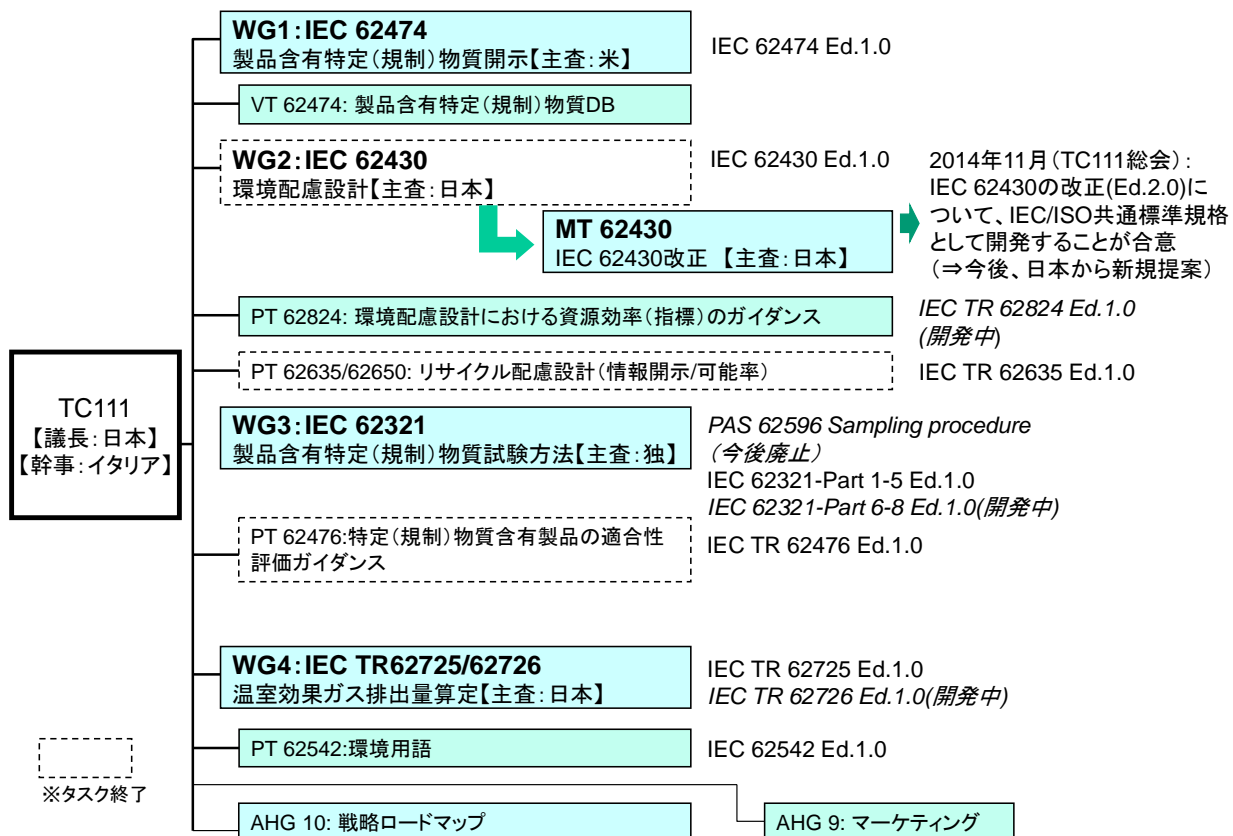 WG1:IEC 62474
製品含有特定(規制)物質開示【主査:米】
IEC 62474 Ed.1.0
VT 62474: 製品含有特定(規制)物質DB
WG2:IEC 62430
環境配慮設計【主査:日本】
IEC 62430 Ed.1.0
2014年11月(TC111総会):
IEC 62430の改正(Ed.2.0)に
ついて、IEC/ISO共通標準規格
として開発することが合意
(⇒今後、日本から新規提案)
MT 62430
IEC 62430改正 【主査:日本】
PT 62824: 環境配慮設計における資源効率(指標)のガイダンス
IEC TR 62824 Ed.1.0
(開発中)
PT 62635/62650: リサイクル配慮設計(情報開示/可能率)
IEC TR 62635 Ed.1.0
TC111
【議長:日本】
【幹事:イタリア】
WG3:IEC 62321
製品含有特定(規制)物質試験方法【主査:独】
PAS 62596 Sampling procedure
(今後廃止)
IEC 62321-Part 1-5 Ed.1.0
IEC 62321-Part 6-8 Ed.1.0(開発中)
PT 62476:特定(規制)物質含有製品の適合性
評価ガイダンス
IEC TR 62476 Ed.1.0
WG4:IEC TR62725/62726
温室効果ガス排出量算定【主査:日本】
IEC TR 62725 Ed.1.0
IEC TR 62726 Ed.1.0(開発中)
PT 62542:環境用語
IEC 62542 Ed.1.0
※タスク終了
AHG 10: 戦略ロードマップ
AHG 9: マーケティング